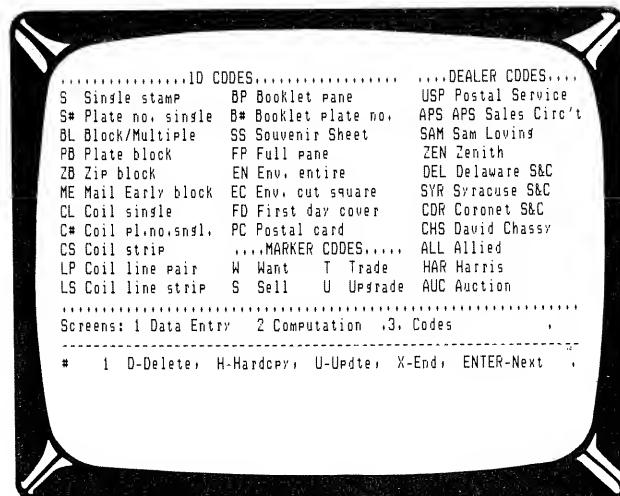 ................ID CODES.................. ....DEALER CODES....
S Single stamp BP Booklet pane USP Postal Service
S# Plate no. single B# Booklet plate no. APS APS Sales Circ't
BL Block/Multiple SS Souvenir Sheet SAM Sam Loving
PB Plate block FP Full pane ZEN Zenith
ZB Zip block EN Env. entire DEL Delaware S&C
ME Mail Early block EC Env. cut square SYR Syracuse S&C
CL Coil single FD First day cover COR Coronet S&C
C# Coil pl.no.sngl. PC Postal card CHS David Chassy
CS Coil strip ....MARKER CODES..... ALL Allied
LP Coil line pair W Want T Trade HAR Harris
LS Coil line strip S Sell U Upgrade AUC Auction
Screens: 1 Data Entry 2 Computation .3. Codes .
# 1 D-Delete, H-Hardcpy, U-Updte, X-End, ENTER-Next .